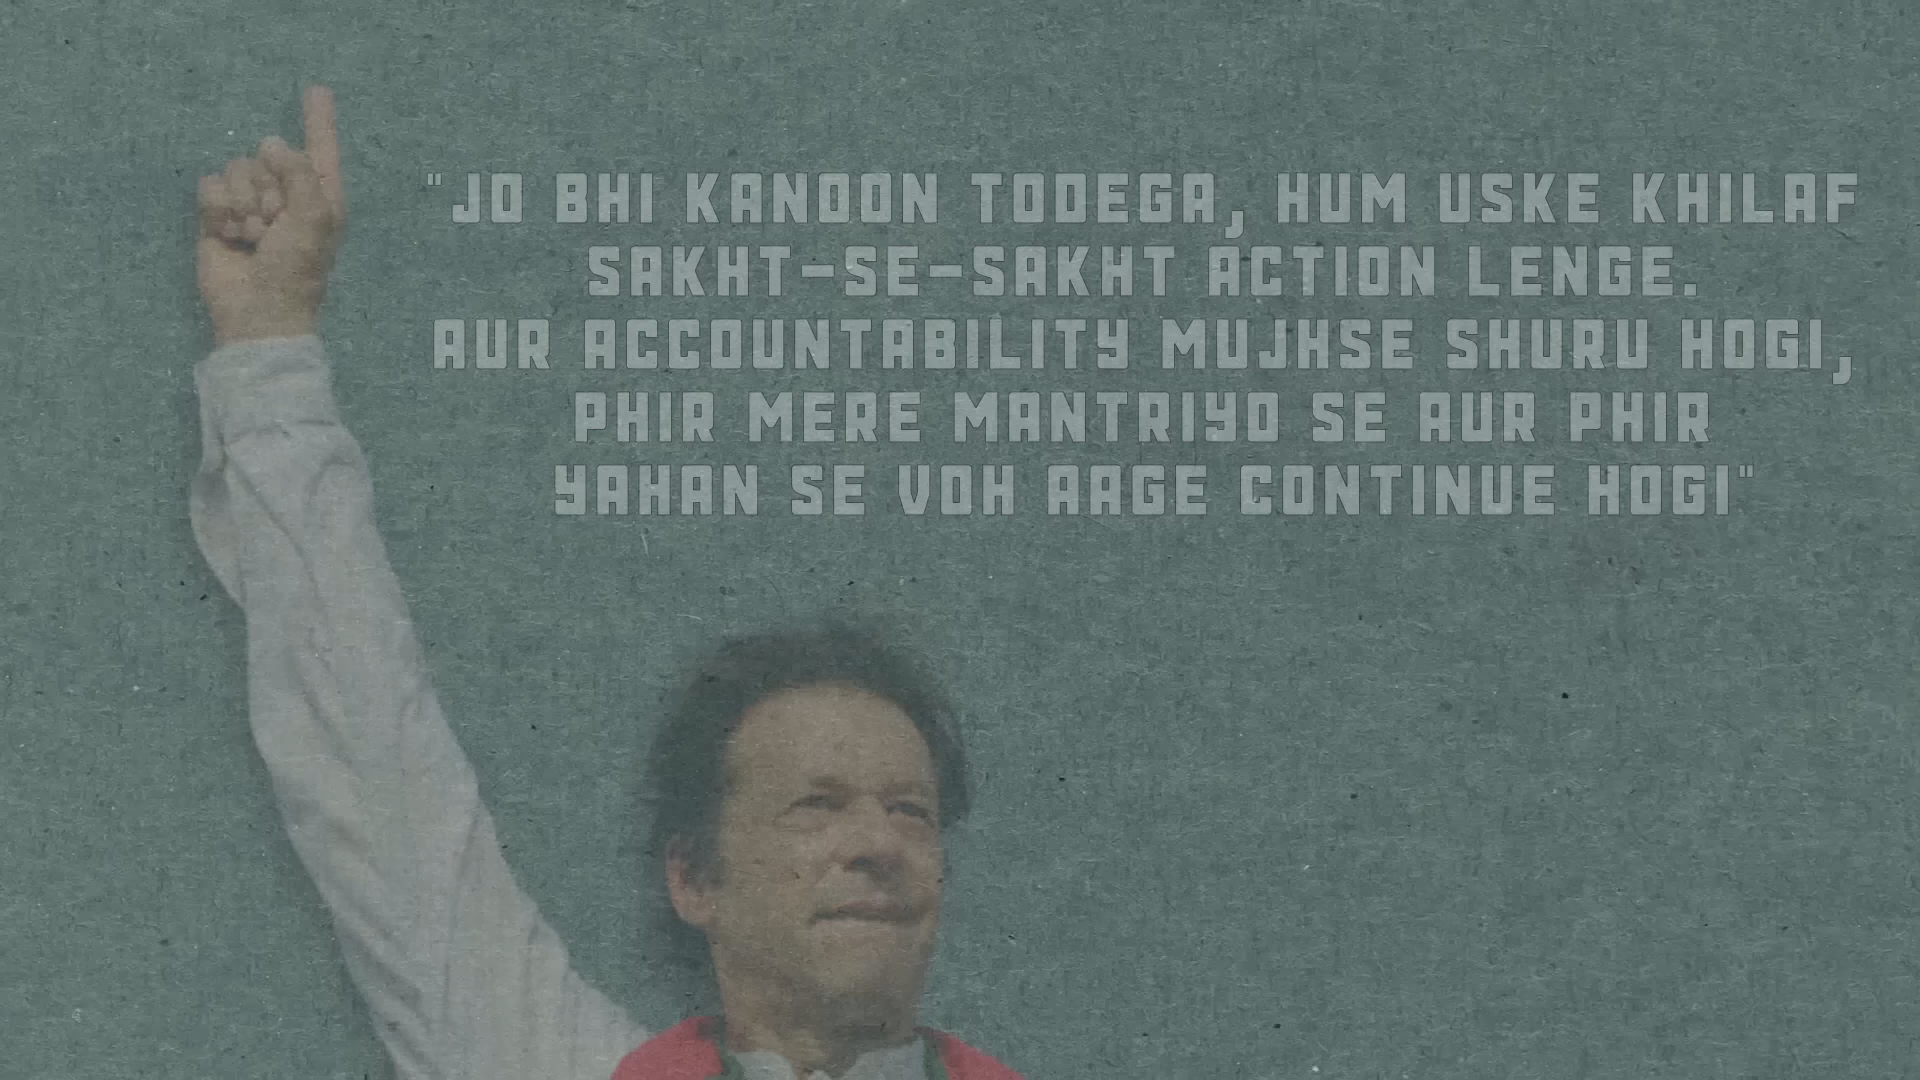 "JO BHI KANOON TODEGA, HUM USKE KHILAF
SAKHT-SE-SAKHT ACTION LENGE.
AUR ACCOUNTABILITY MUJHSE SHURU HOGI,
PHIR MERE MANTRIYO SE AUR PHIR
YAHAN SE VOH AAGE CONTINUE HOGI"